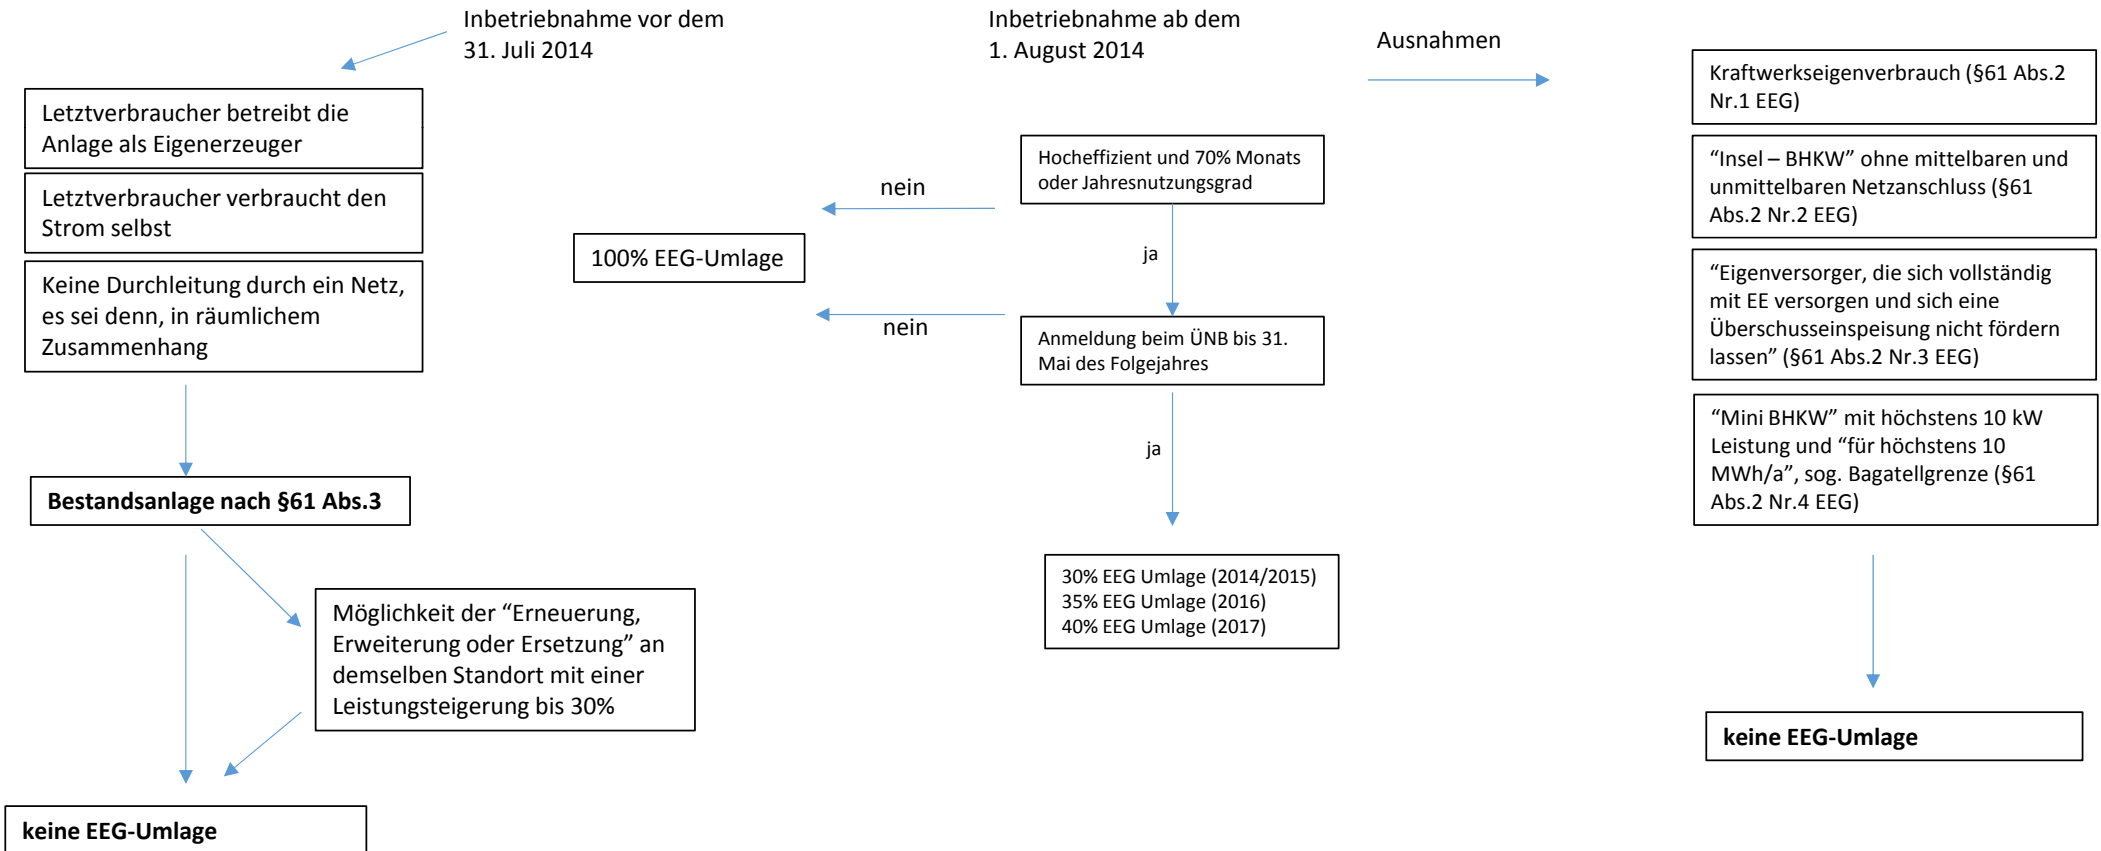 Inbetriebnahme vor dem
31. Juli 2014
Letztverbraucher betreibt die
Anlage als Eigenerzeuger
Letztverbraucher verbraucht den
Strom selbst
Keine Durchleitung durch ein Netz,
es sei denn, in räumlichem
Zusammenhang
Bestandsanlage nach §61 Abs.3
Möglichkeit der “Erneuerung,
Erweiterung oder Ersetzung” an
demselben Standort mit einer
Leistungsteigerung bis 30%
keine EEG-Umlage
Inbetriebnahme ab dem
1. August 2014
Hocheffizient und 70% Monats
oder Jahresnutzungsgrad
nein
100% EEG-Umlage
ja
nein
Anmeldung beim ÜNB bis 31.
Mai des Folgejahres
ja
30% EEG Umlage (2014/2015)
35% EEG Umlage (2016)
40% EEG Umlage (2017)
Ausnahmen
Kraftwerkseigenverbrauch (§61 Abs.2
Nr.1 EEG)
“Insel – BHKW” ohne mittelbaren und
unmittelbaren Netzanschluss (§61
Abs.2 Nr.2 EEG)
“Eigenversorger, die sich vollständig
mit EE versorgen und sich eine
Überschusseinspeisung nicht fördern
lassen” (§61 Abs.2 Nr.3 EEG)
“Mini BHKW” mit höchstens 10 kW
Leistung und “für höchstens 10
MWh/a”, sog. Bagatellgrenze (§61
Abs.2 Nr.4 EEG)
keine EEG-Umlage